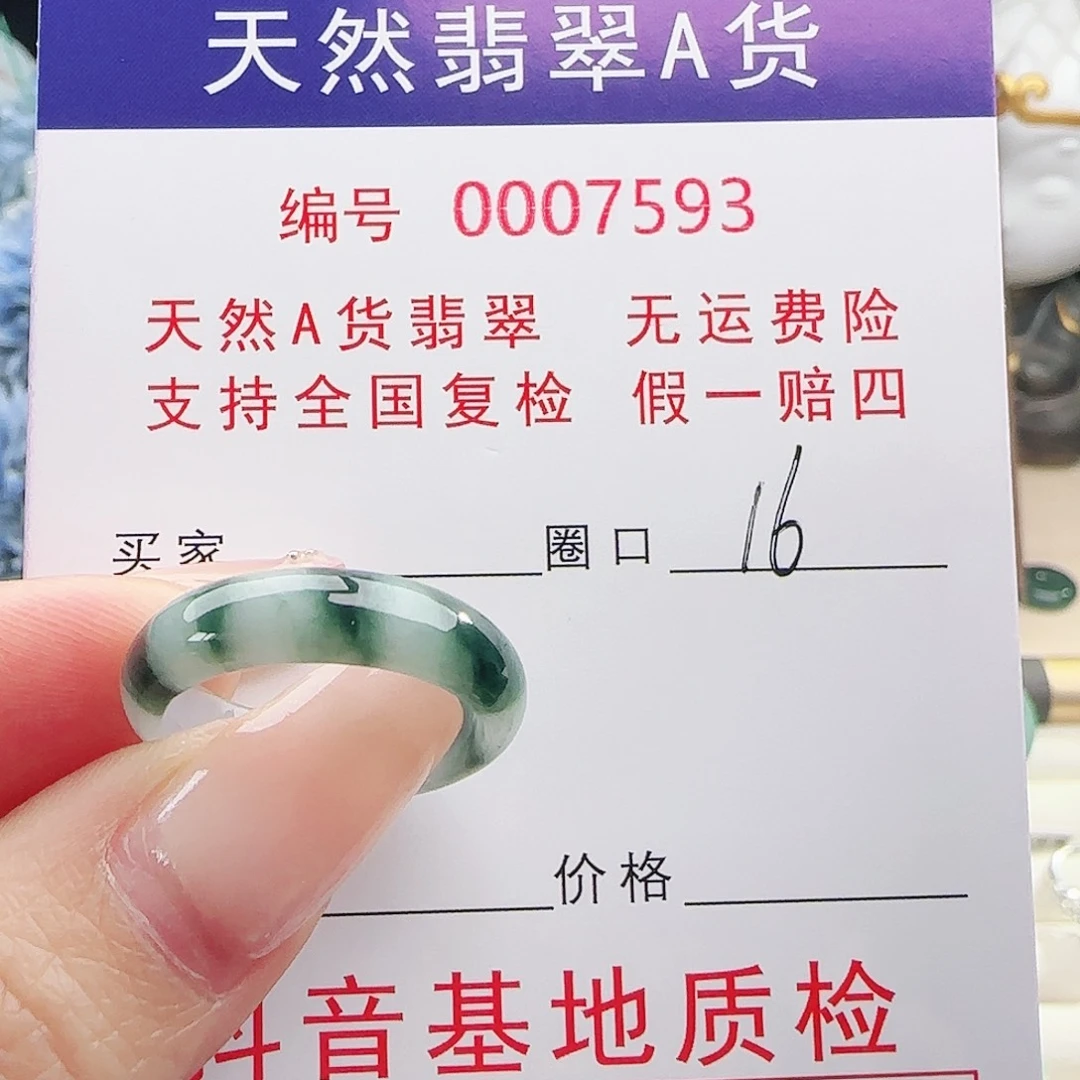 天然翡翠A货
编号 0007593
天然A货翡翠 无运费险
支持全国复检 假一赔四
买家 圈口 16
价格
抖音基地质检